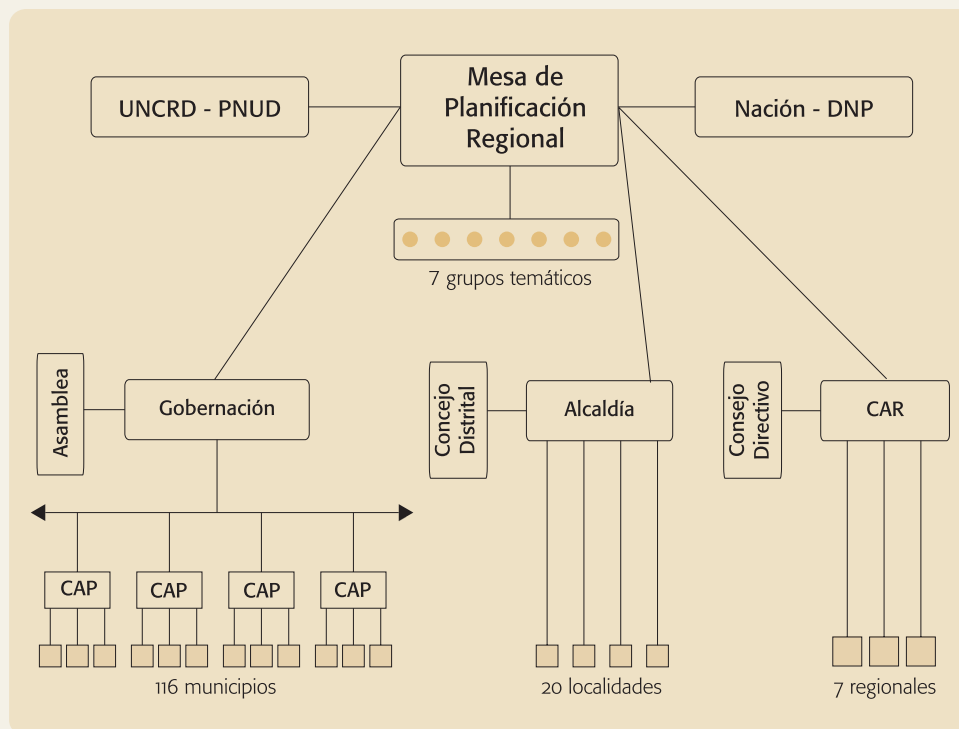 Mesa de
Planificación
Regional
UNCRD - PNUD
Nación - DNP
7 grupos temáticos
Asamblea
Gobernación
Concejo
Distrital
Alcaldía
Consejo
Directivo
CAR
CAP
CAP
CAP
CAP
116 municipios
20 localidades
7 regionales